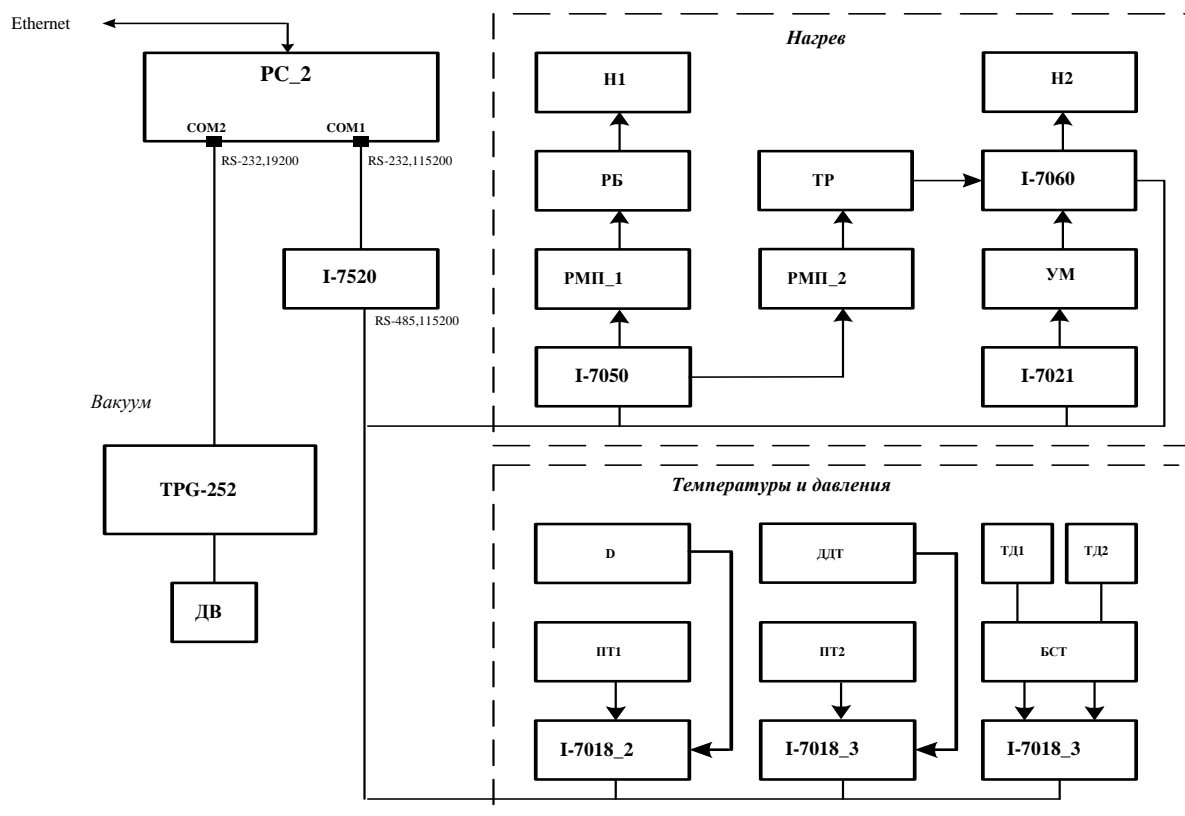 Ethernet
PC_2
COM2
COM1
RS-232,19200
RS-232,115200
I-7520
RS-485,115200
Вакуум
TPG-252
ДВ
Нагрев
Н1
Н2
РБ
ТР
I-7060
РМП_1
РМП_2
УМ
I-7050
I-7021
Температуры и давления
D
ДДТ
ТД1
ТД2
ПТ1
ПТ2
БСТ
I-7018_2
I-7018_3
I-7018_3